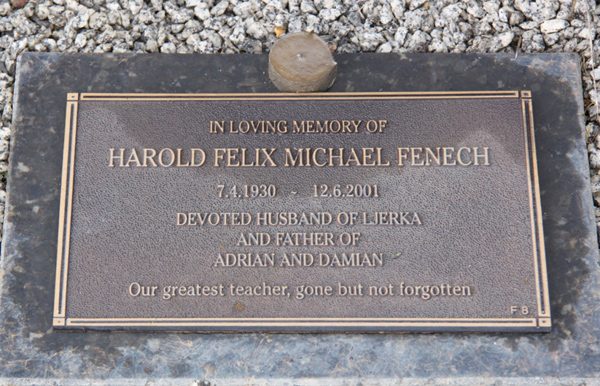 IN LOVING MEMORY OF
HAROLD FELIX MICHAEL FENECH
7.4.1930 - 12.6.2001
DEVOTED HUSBAND OF LJERKA
AND FATHER OF
ADRIAN AND DAMIAN
Our greatest teacher, gone but not forgotten
F 8